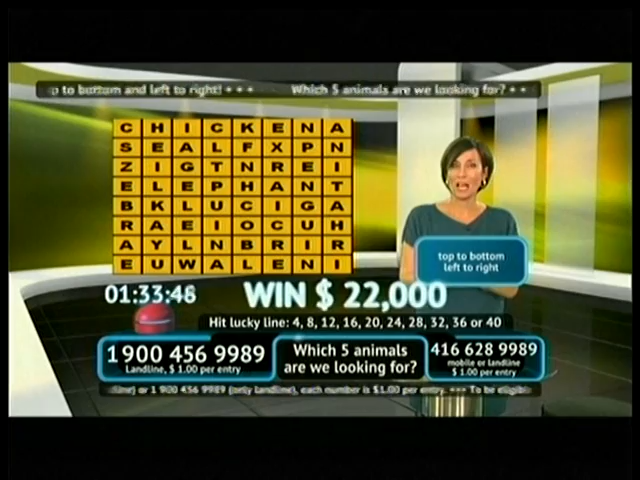 p to bottom and left to right! * * * Which 5 animals are we looking for? * *
C H I C K E N A
S E A L F X P N
Z I G T N R E I
E L E P H A N T
B K L U C I G A
R A E I O C U H
A Y L N B R I R
E U W A L E N I
top to bottom
left to right
01:33:48
WIN $ 22,000
Hit lucky line: 4, 8, 12, 16, 20, 24, 28, 32, 36 or 40
1 900 456 9989
Landline, $ 1.00 per entry
Which 5 animals
are we looking for?
416 628 9989
mobile or landline
$ 1.00 per entry
line) or 1 900 456 9989 (only landline), each number is $1.00 per entry. *** To be eligible